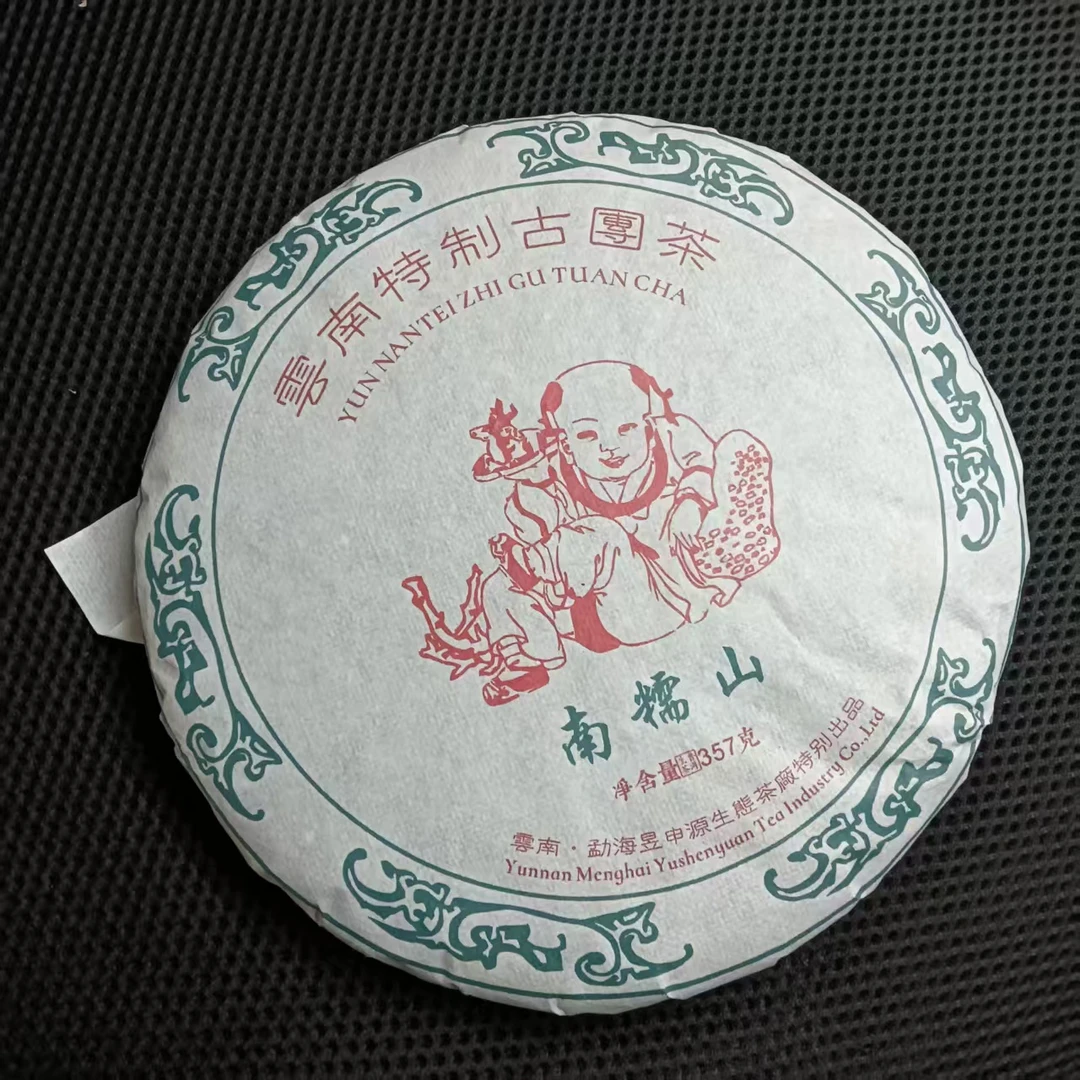 雲南特制古團茶
YUN NAN TEI ZHI GU TUAN CHA
南糯山
凈含量357克
雲南·勐海昱申源生態茶廠特别出品
Yunnan Menghai Yushenyuan Tea Industry Co.,Ltd